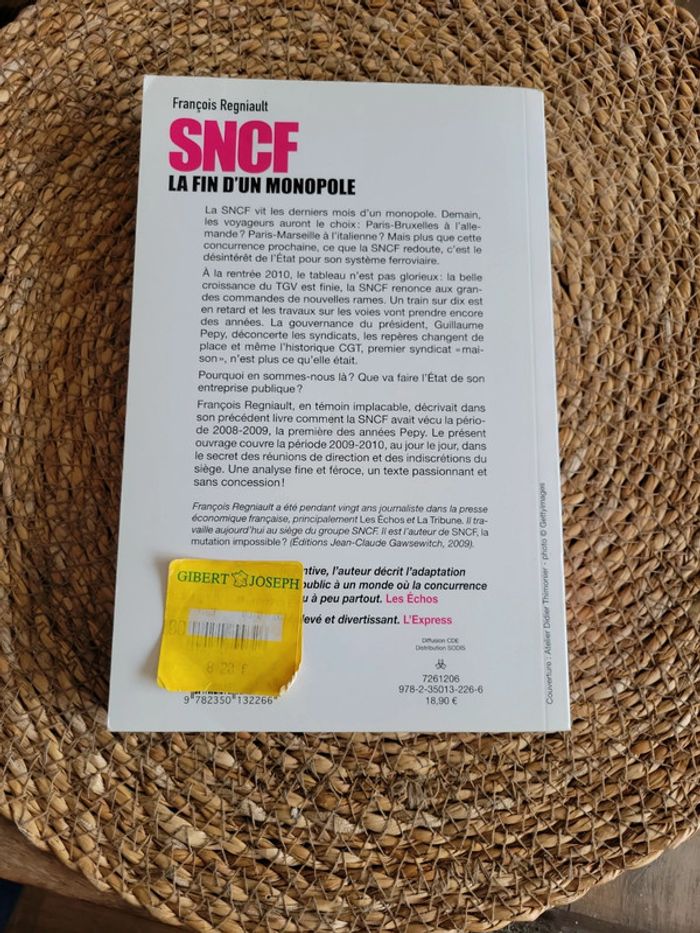 François Regniault
SNCF
LA FIN D'UN MONOPOLE
La SNCF vit les derniers mois d'un monopole. Demain,
les voyageurs auront le choix : Paris-Bruxelles à l'alle-
mande ? Paris-Marseille à l'italienne ? Mais plus que cette
concurrence prochaine, ce que la SNCF redoute, c'est le
désintérêt de l'État pour son système ferroviaire.
À la rentrée 2010, le tableau n'est pas glorieux : la belle
croissance du TGV est finie, la SNCF renonce aux gran-
des commandes de nouvelles rames. Un train sur dix est
en retard et les travaux sur les voies vont prendre encore
des années. La gouvernance du président, Guillaume
Pepy, déconcerte les syndicats, les repères changent de
place et même l'historique CGT, premier syndicat «mai-
son», n'est plus ce qu'elle était.
Pourquoi en sommes-nous là ? Que va faire l'État de son
entreprise publique ?
François Regniault, en témoin implacable, décrivait dans
son précédent livre comment la SNCF avait vécu la pério-
de 2008-2009, la première des années Pepy. Le présent
ouvrage couvre la période 2009-2010, au jour le jour, dans
le secret des réunions de direction et des indiscrétions du
siège. Une analyse fine et féroce, un texte passionnant et
sans concession !
François Regniault a été pendant vingt ans journaliste dans la presse
économique française, principalement Les Échos et La Tribune. Il tra-
vaille aujourd'hui au siège du groupe SNCF. Il est l'auteur de SNCF, la
mutation impossible ? (Éditions Jean-Claude Gawsewitch, 2009).
ntive, l'auteur décrit l'adaptation
public à un monde où la concurrence
u à peu partout. Les Échos
levé et divertissant. L'Express
GIBERT JOSEPH
Diffusion CDE
Distribution SODIS
7261206
978-2-35013-226-6
18,90 €
9 782350 132266
Couverture : Atelier Didier Thimonier - photo © Gettyimages